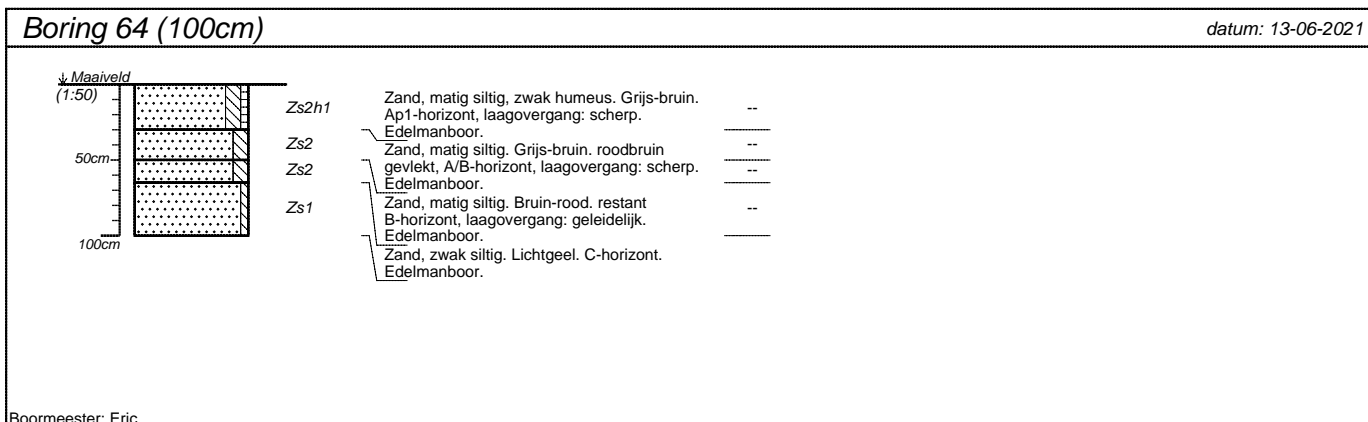 Boring 64 (100cm)
datum: 13-06-2021
Maaiveld
(1:50)
50cm
100cm
Zs2h1
Zs2
Zs2
Zs1
Zand, matig siltig, zwak humeus. Grijs-bruin.
Ap1-horizont, laagovergang: scherp.
Edelmanboor.
Zand, matig siltig. Grijs-bruin. roodbruin
gevlekt, A/B-horizont, laagovergang: scherp.
Edelmanboor.
Zand, matig siltig. Bruin-rood. restant
B-horizont, laagovergang: geleidelijk.
Edelmanboor.
Zand, zwak siltig. Lichtgeel. C-horizont.
Edelmanboor.
--
--
--
--
Boormeester: Eric